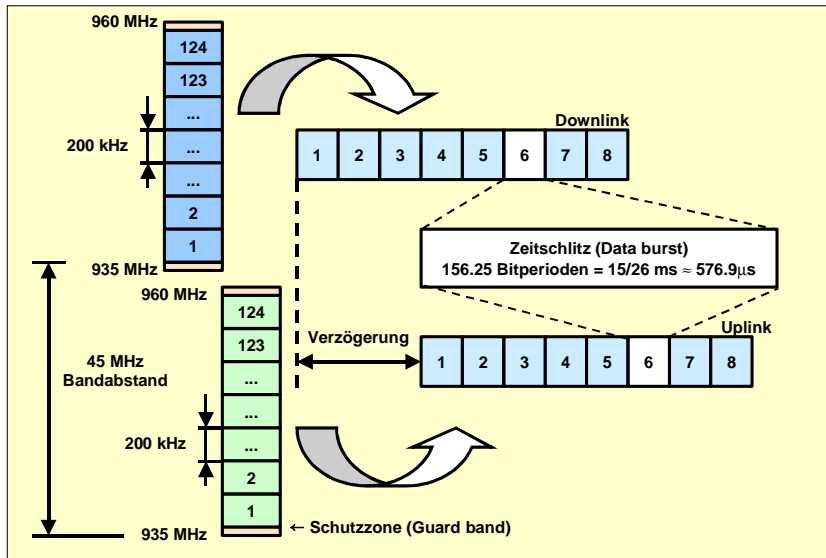 960 MHz
124
123
...
...
...
2
1
935 MHz
200 kHz
Downlink
1 2 3 4 5 6 7 8
Zeitschlitz (Data burst)
156.25 Bitperioden = 15/26 ms ≈ 576.9µs
Uplink
1 2 3 4 5 6 7 8
Verzögerung
45 MHz
Bandabstand
960 MHz
124
123
...
...
...
2
1
935 MHz
200 kHz
← Schutzzone (Guard band)